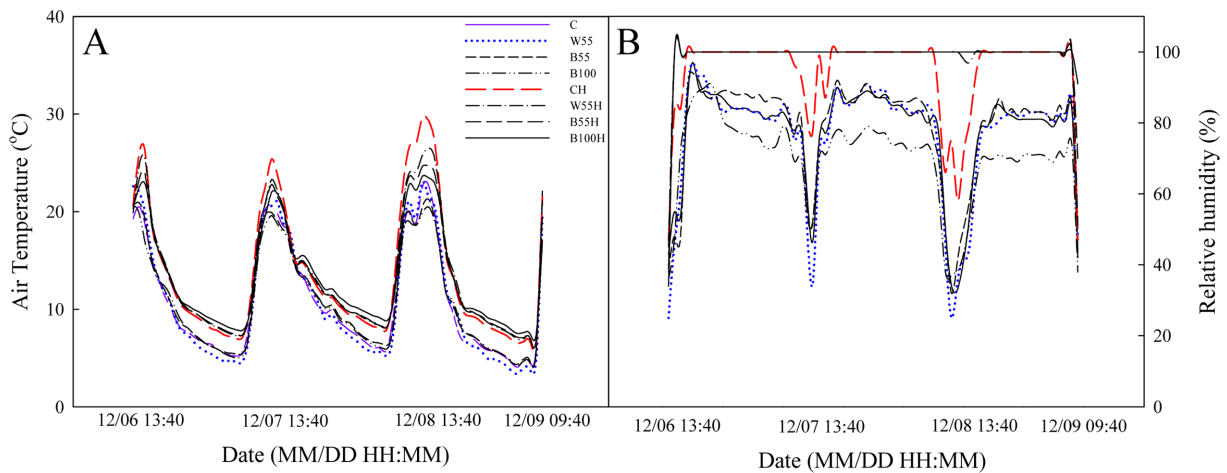 A
B
40
30
20
10
0
Air Temperature (°C)
C
W55
B55
B100
CH
W55H
B55H
B100H
100
80
60
40
20
0
Relative humidity (%)
12/06 13:40
12/07 13:40
12/08 13:40
12/09 09:40
12/06 13:40
12/07 13:40
12/08 13:40
12/09 09:40
Date (MM/DD HH:MM)
Date (MM/DD HH:MM)